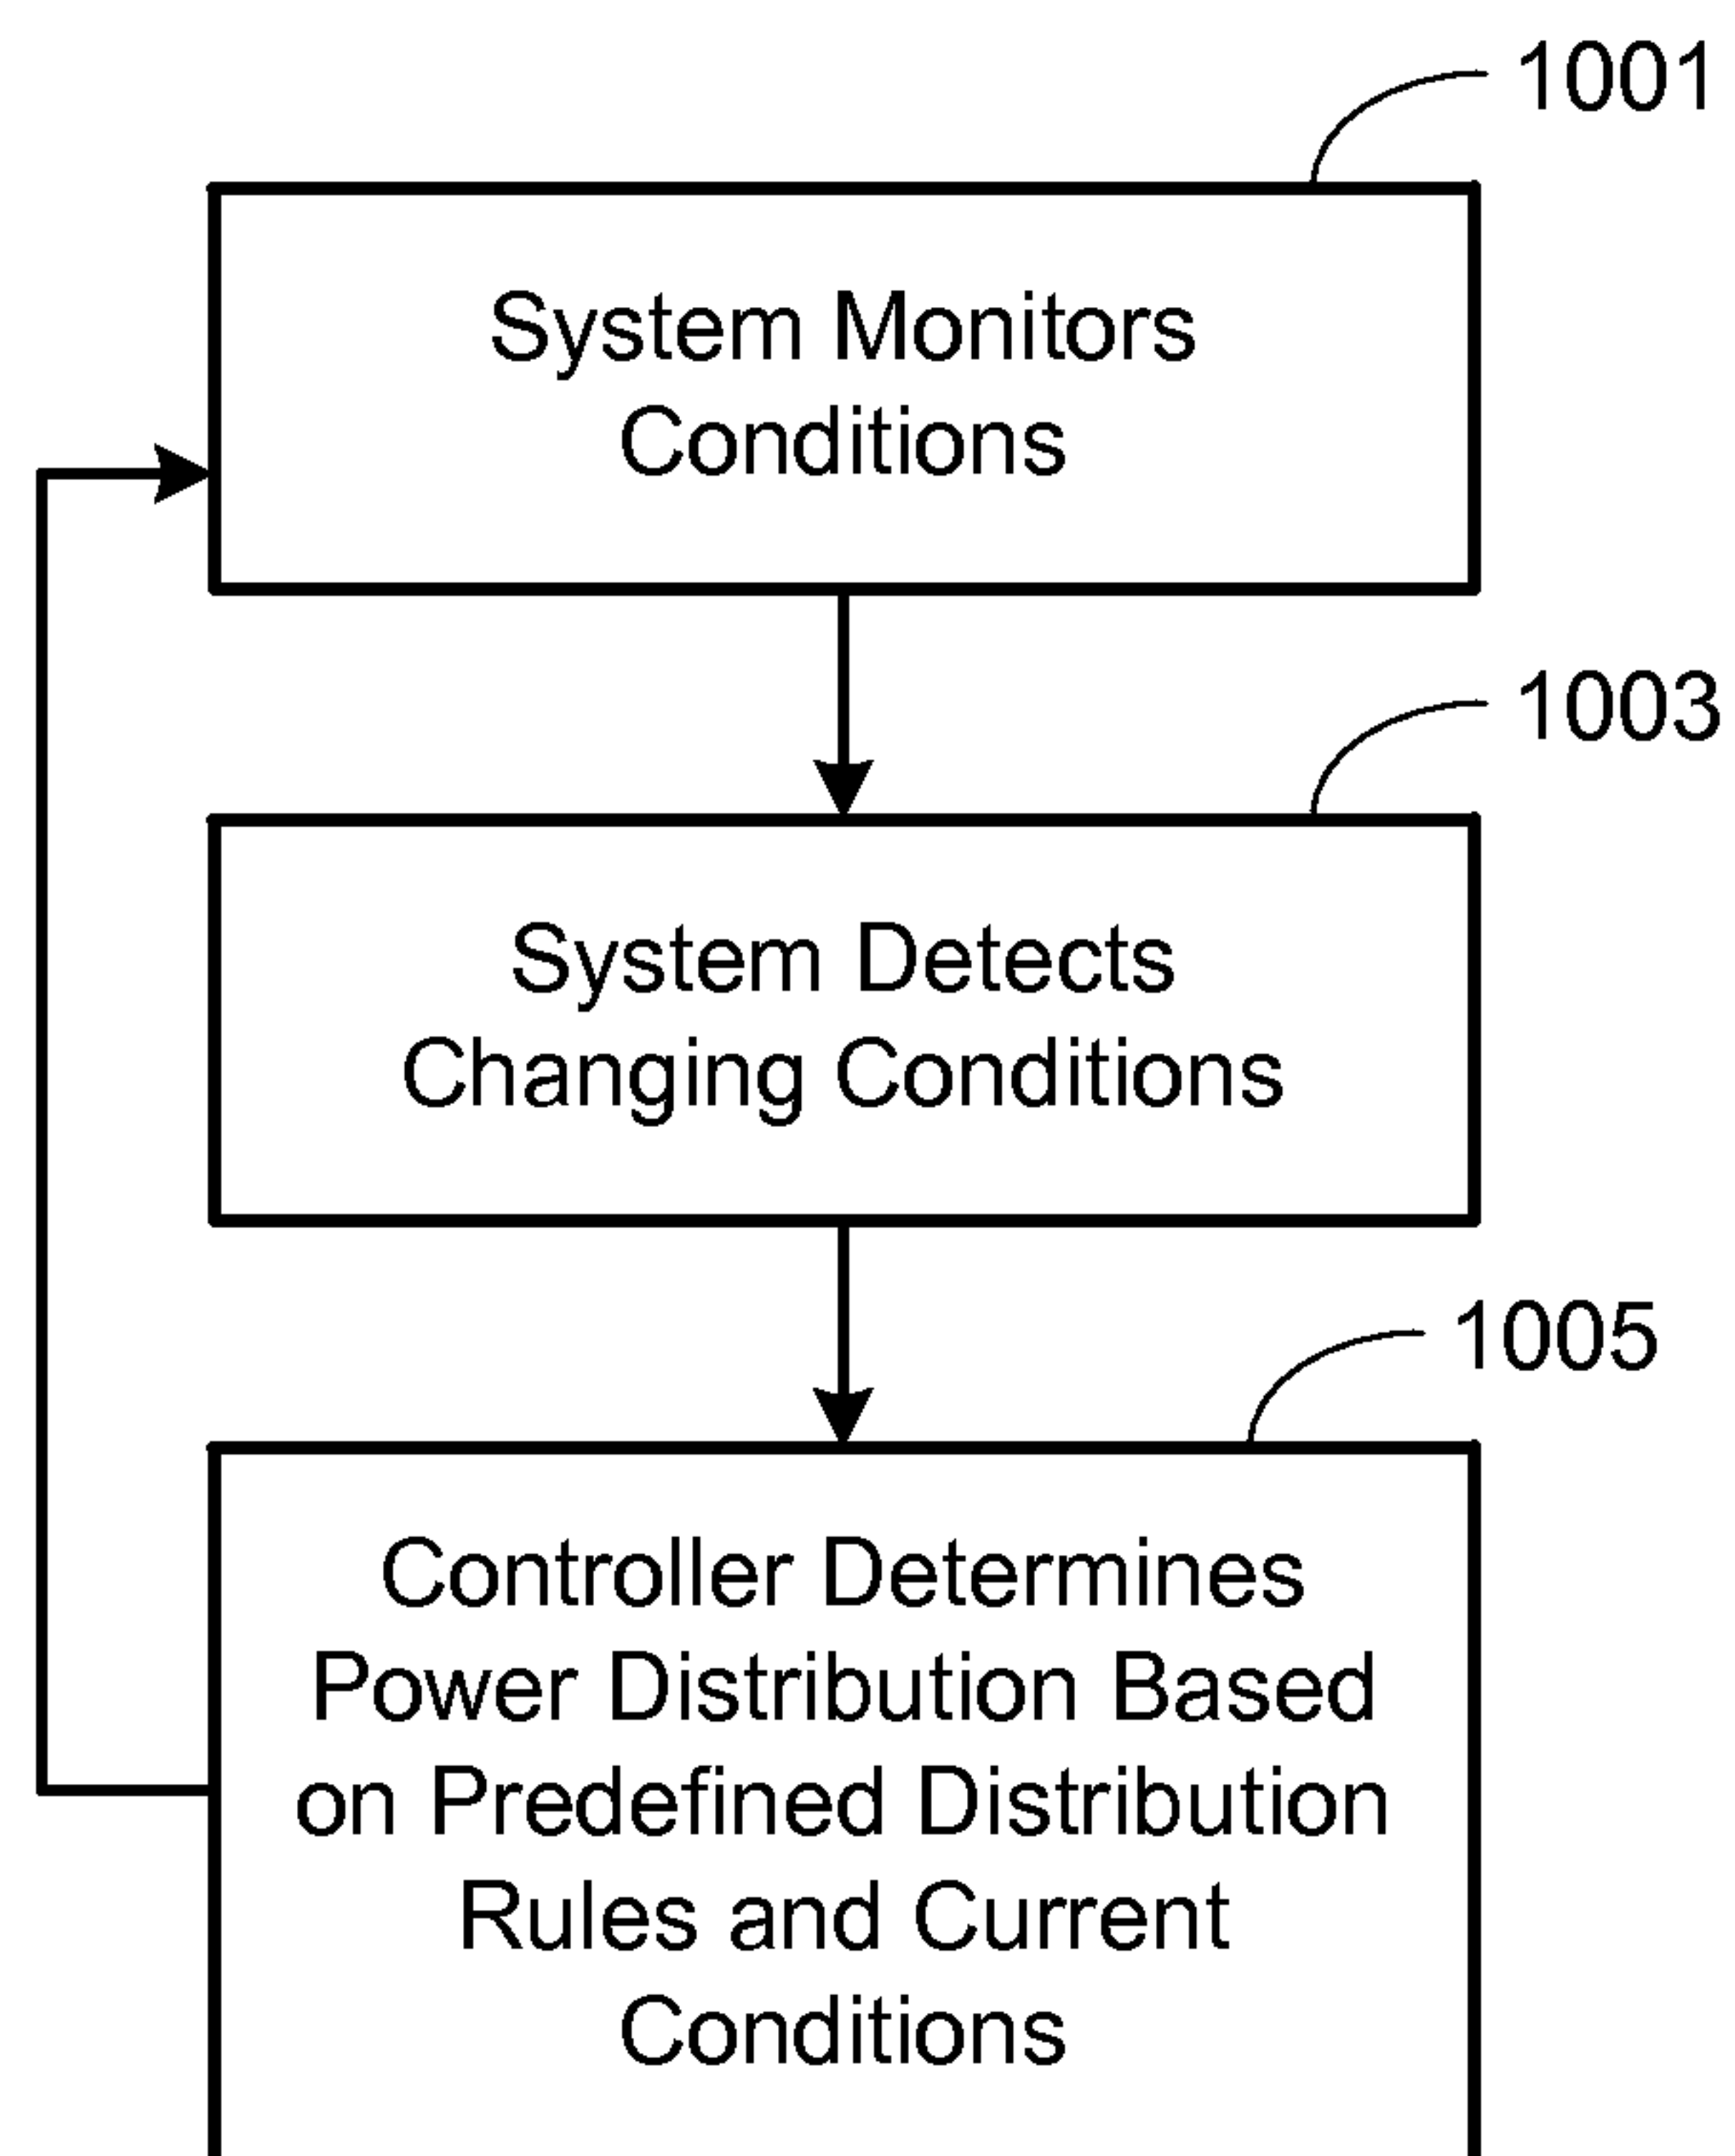 1001
System Monitors
Conditions
1003
System Detects
Changing Conditions
1005
Controller Determines
Power Distribution Based
on Predefined Distribution
Rules and Current
Conditions